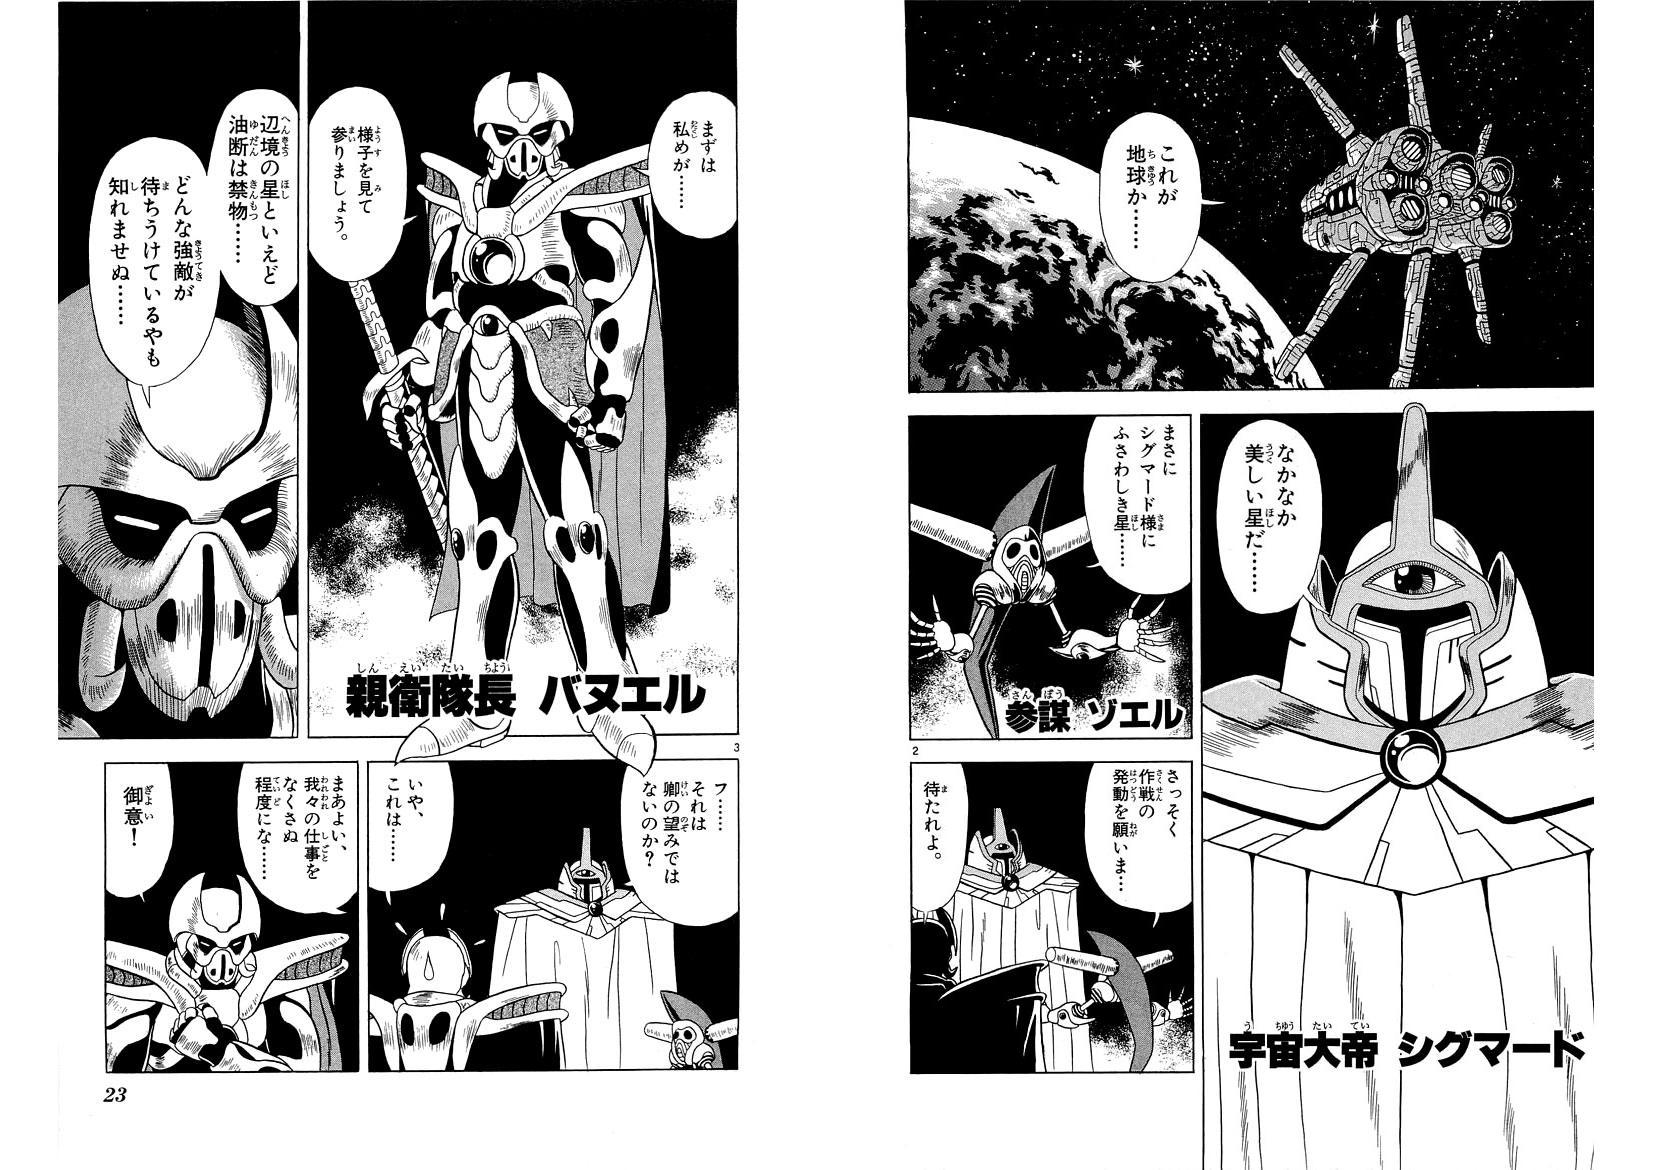 これが
地球か……
なかなか
美しい星だ……
宇宙大帝 シグマード
まさに
シグマード様に
ふさわしき星……
参謀 ゾエル
さっそく
作戦の
発動を願いま…
待たれよ。
2
まずは
私めが……
様子を見て
参りましょう。
親衛隊長 バヌエル
辺境の星といえど
油断は禁物……
どんな強敵が
待ちうけているやも
知れませぬ……
3
フ……
それは
卿の望みでは
ないのか?
いや、
これは……
まあよい、
我々の仕事を
なくさぬ
程度にな……
御意!
23